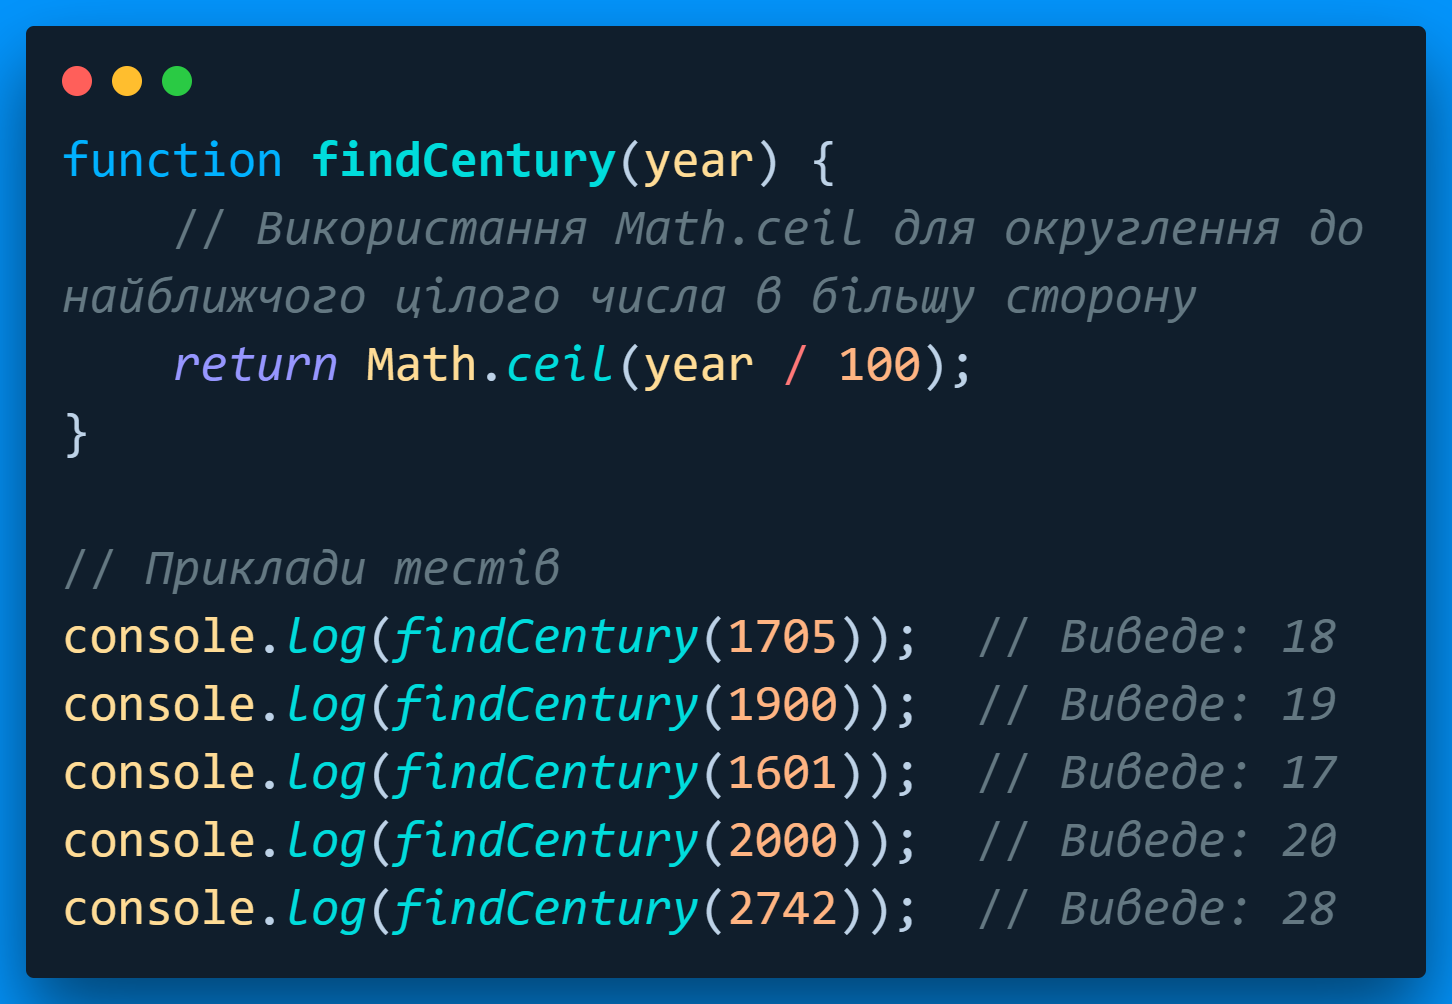 function findCentury(year) {
    // Використання Math.ceil для округлення до
найближчого цілого числа в більшу сторону
    return Math.ceil(year / 100);
}
// Приклади тестів
console.log(findCentury(1705));  // Виведе: 18
console.log(findCentury(1900));  // Виведе: 19
console.log(findCentury(1601));  // Виведе: 17
console.log(findCentury(2000));  // Виведе: 20
console.log(findCentury(2742));  // Виведе: 28